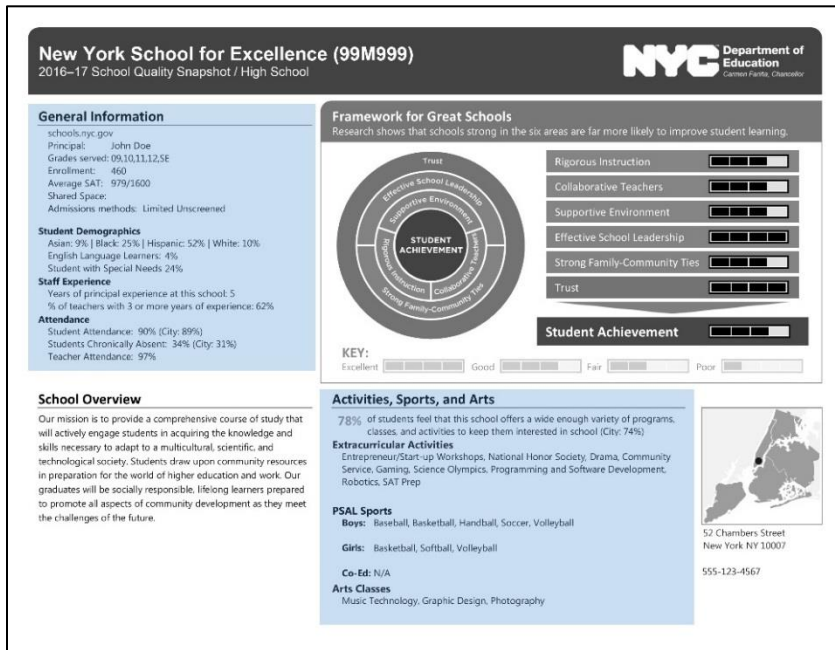 New York School for Excellence (99M999)
2016–17 School Quality Snapshot / High School
NYC
Department of
Education
Carmen Fariña, Chancellor
General Information
schools.nyc.gov
Principal: John Doe
Grades served: 09,10,11,12,SE
Enrollment: 460
Average SAT: 979/1600
Shared Space:
Admissions methods: Limited Unscreened
Student Demographics
Asian: 9% | Black: 25% | Hispanic: 52% | White: 10%
English Language Learners: 4%
Student with Special Needs 24%
Staff Experience
Years of principal experience at this school: 5
% of teachers with 3 or more years of experience: 62%
Attendance
Student Attendance: 90% (City: 89%)
Students Chronically Absent: 34% (City: 31%)
Teacher Attendance: 97%
Framework for Great Schools
Research shows that schools strong in the six areas are far more likely to improve student learning.
Trust
Effective School Leadership
Supportive Environment
STUDENT
ACHIEVEMENT
Rigorous Instruction
Collaborative Teachers
Strong Family-Community Ties
Rigorous Instruction
Collaborative Teachers
Supportive Environment
Effective School Leadership
Strong Family-Community Ties
Trust
Student Achievement
KEY:
Excellent
Good
Fair
Poor
School Overview
Our mission is to provide a comprehensive course of study that
will actively engage students in acquiring the knowledge and
skills necessary to adapt to a multicultural, scientific, and
technological society. Students draw upon community resources
in preparation for the world of higher education and work. Our
graduates will be socially responsible, lifelong learners prepared
to promote all aspects of community development as they meet
the challenges of the future.
Activities, Sports, and Arts
78% of students feel that this school offers a wide enough variety of programs,
classes, and activities to keep them interested in school (City: 74%)
Extracurricular Activities
Entrepreneur/Start-up Workshops, National Honor Society, Drama, Community
Service, Gaming, Science Olympics, Programming and Software Development,
Robotics, SAT Prep
PSAL Sports
Boys: Baseball, Basketball, Handball, Soccer, Volleyball
Girls: Basketball, Softball, Volleyball
Co-Ed: N/A
Arts Classes
Music Technology, Graphic Design, Photography
52 Chambers Street
New York NY 10007
555-123-4567